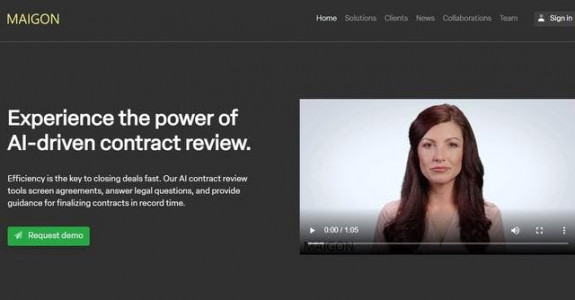 MAIGON
Home Solutions Clients News Collaborations Team Sign in
Experience the power of
AI-driven contract review.
Efficiency is the key to closing deals fast. Our AI contract review
tools screen agreements, answer legal questions, and provide
guidance for finalizing contracts in record time.
Request demo
0:00 / 1:05
MAIGON